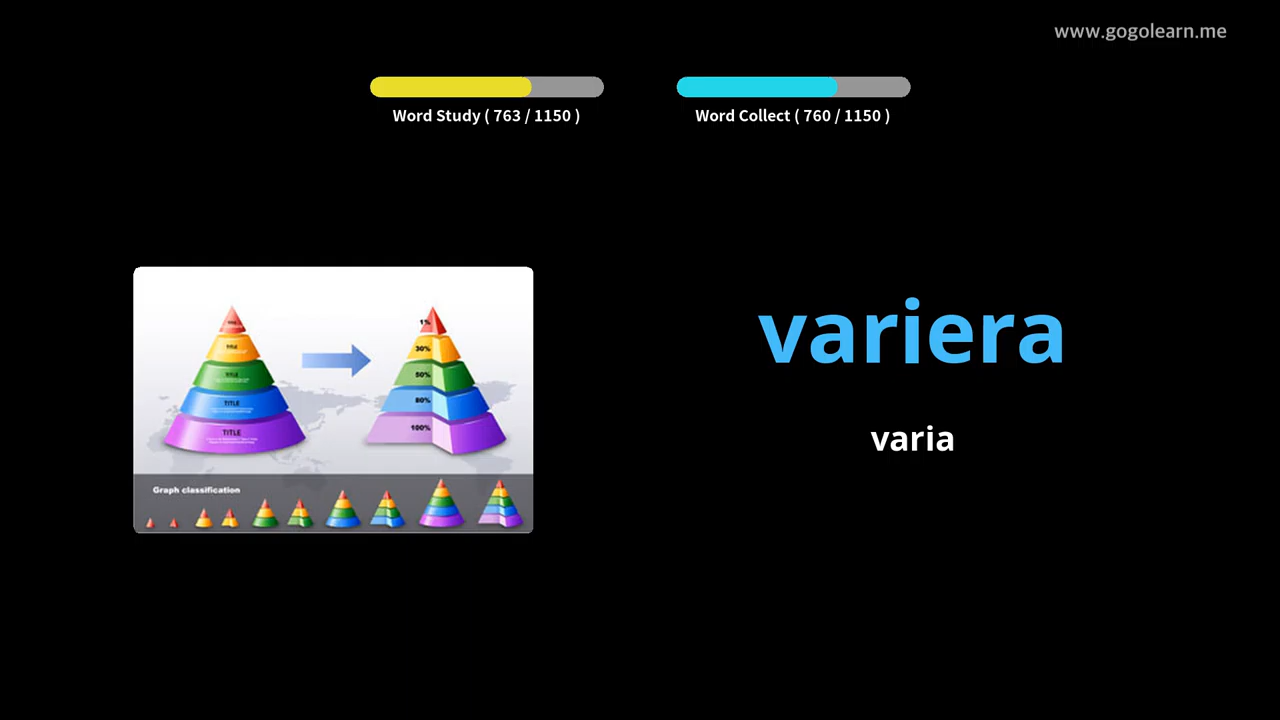 www.gogolearn.me
Word Study ( 763 / 1150 )
Word Collect ( 760 / 1150 )
variera
varia
TITLE
TITLE
TITLE
TITLE
1%
30%
50%
80%
100%
Graph classification